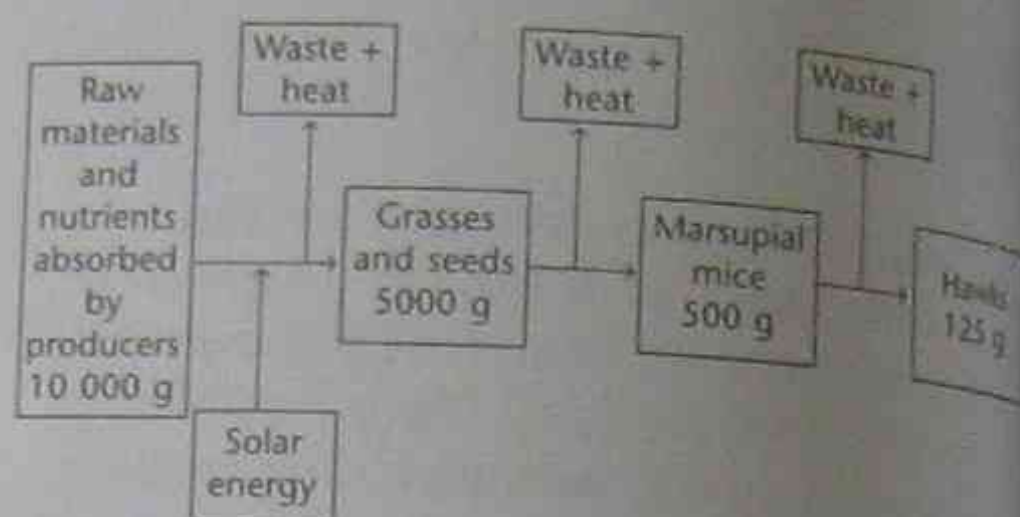 Raw
materials
and
nutrients
absorbed
by
producers
10 000 g
Waste +
heat
Solar
energy
Grasses
and seeds
5000 g
Waste +
heat
Marsupial
mice
500 g
Waste +
heat
Hawks
125 g